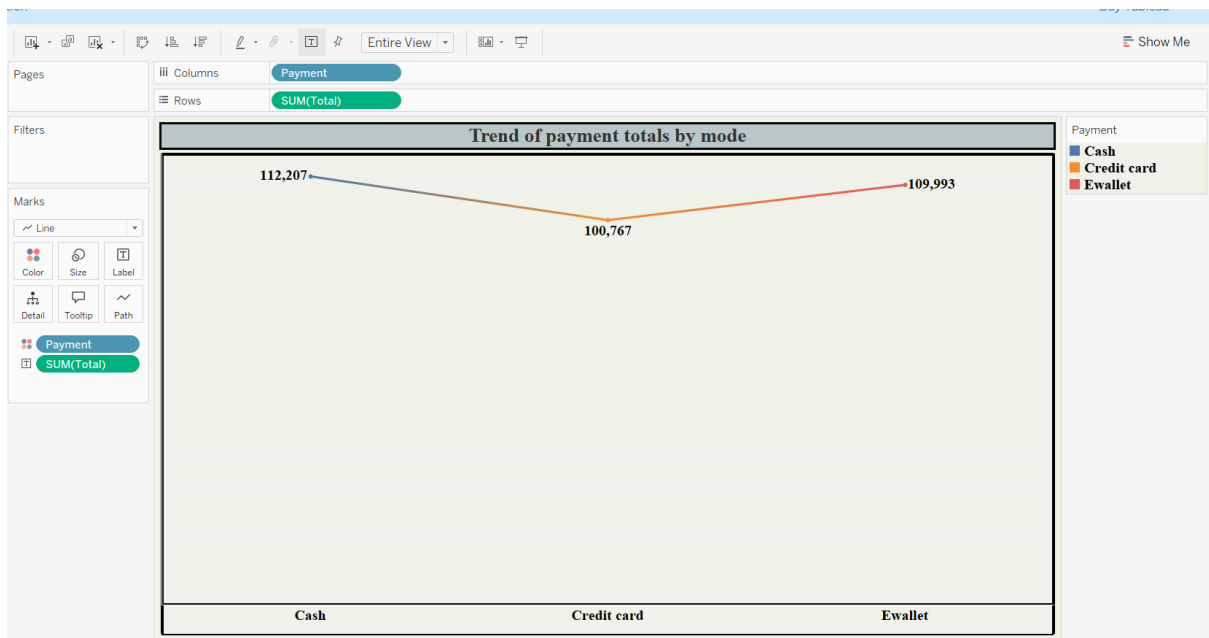 Entire View
Show Me
Pages
Columns
Payment
Rows
SUM(Total)
Filters
Marks
Line
Color
Size
Label
Detail
Tooltip
Path
Payment
SUM(Total)
Trend of payment totals by mode
112,207
100,767
109,993
Cash
Credit card
Ewallet
Payment
Cash
Credit card
Ewallet